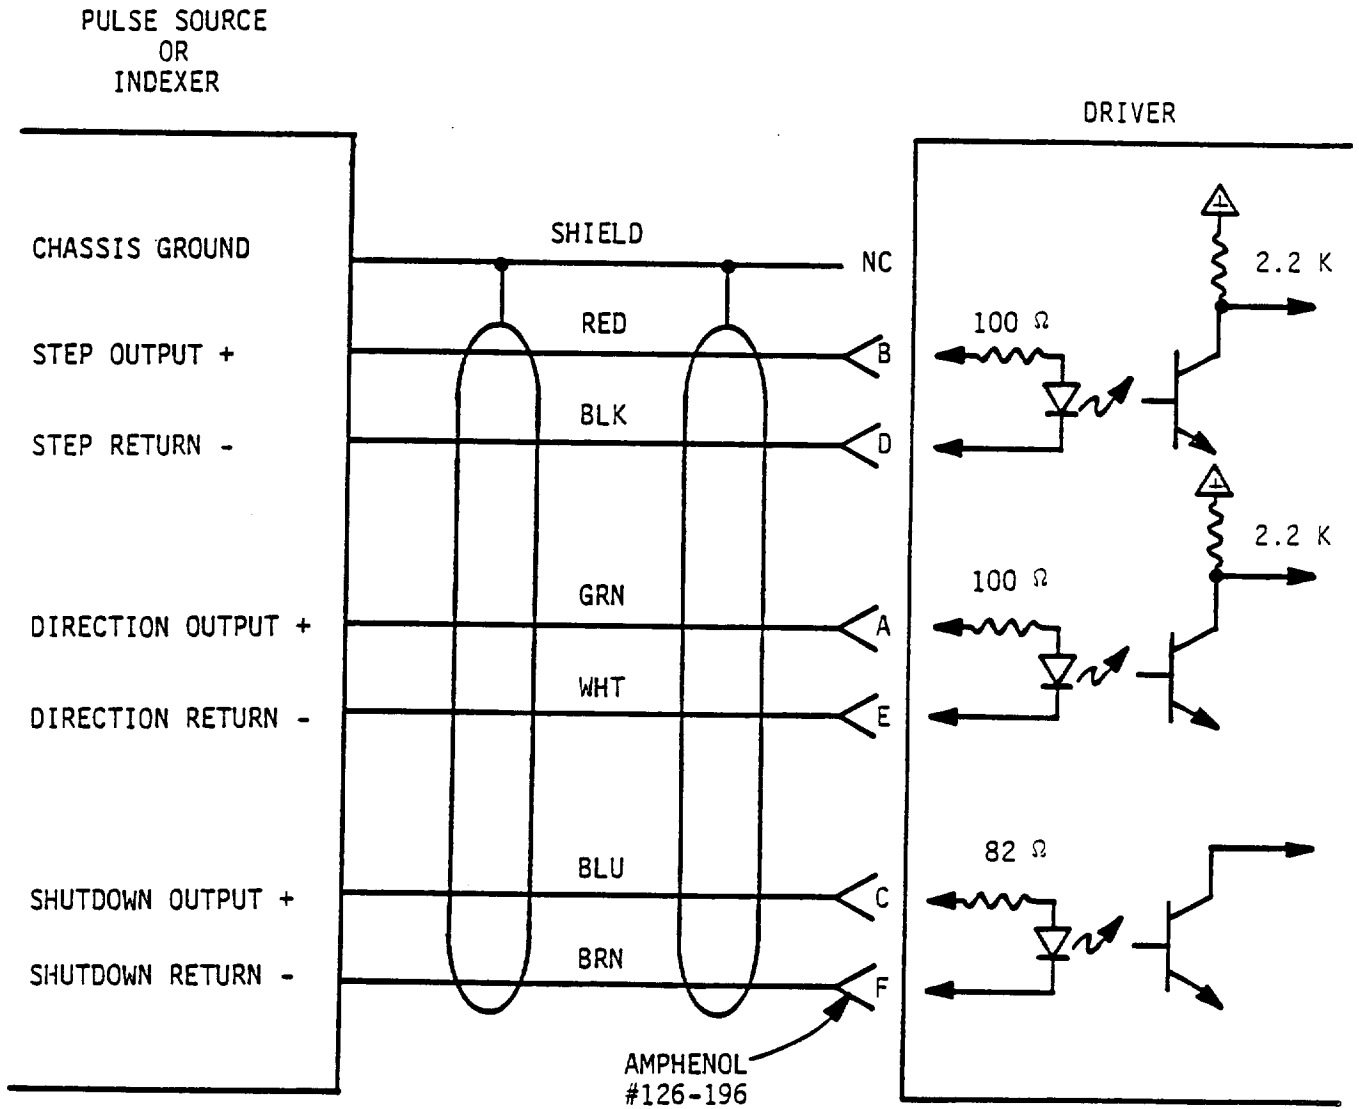 PULSE SOURCE
OR
INDEXER
DRIVER
CHASSIS GROUND
SHIELD
NC
2.2 K
STEP OUTPUT +
RED
B
100 Ω
STEP RETURN -
BLK
D
2.2 K
DIRECTION OUTPUT +
GRN
A
100 Ω
DIRECTION RETURN -
WHT
E
SHUTDOWN OUTPUT +
BLU
C
82 Ω
SHUTDOWN RETURN -
BRN
F
AMPHENOL
#126-196